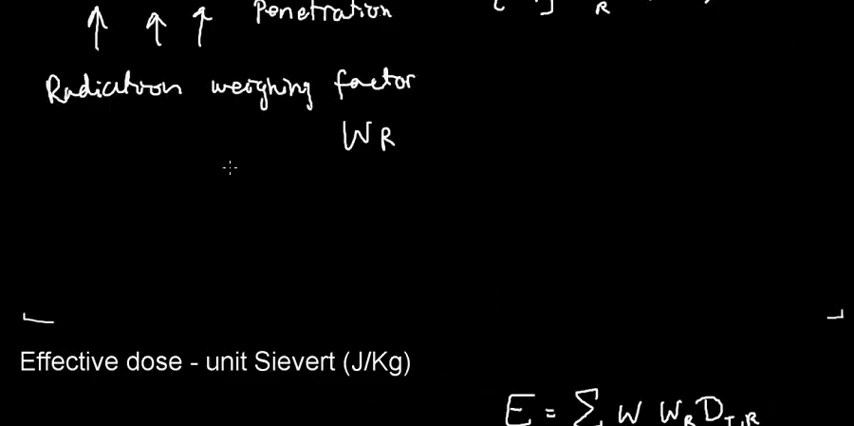 Penetration
Radiation weighing factor
WR
Effective dose - unit Sievert (J/Kg)
E = Σ W WR DT,R